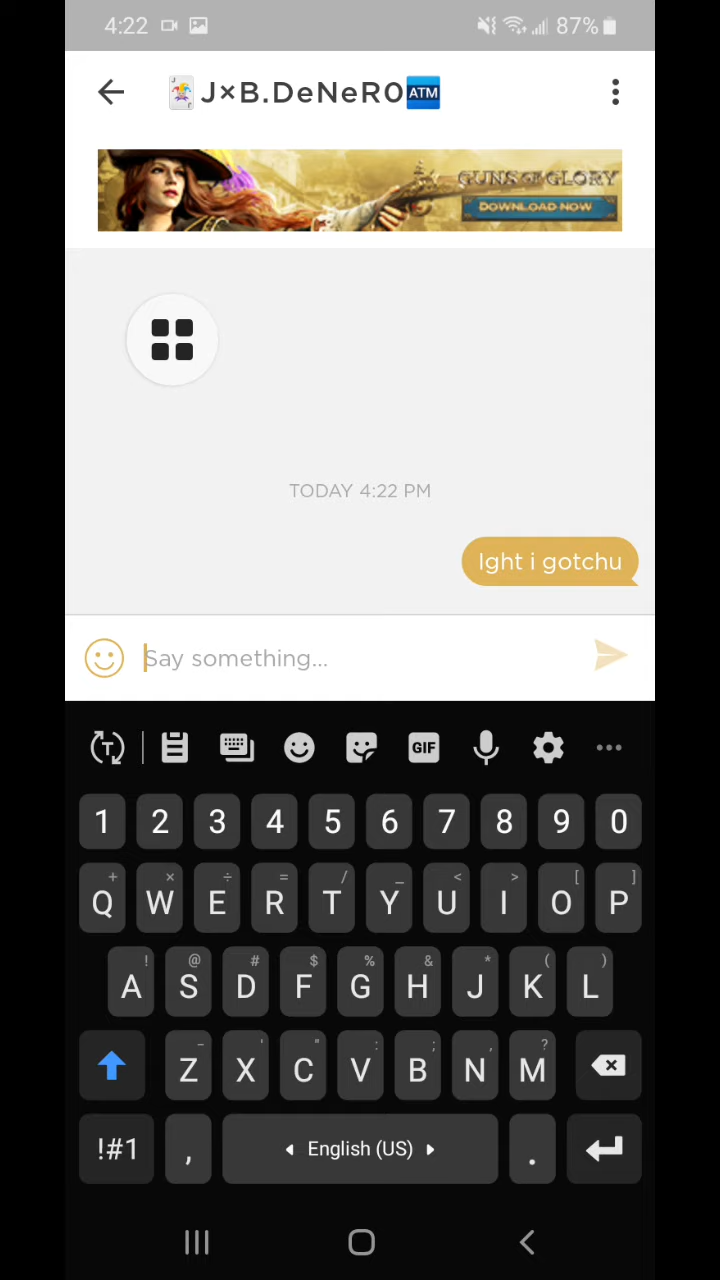 4:22 87%
J×B.DeNeRO ATM
GUNS OF GLORY
DOWNLOAD NOW
TODAY 4:22 PM
Ight i gotchu
Say something...
T GIF
1 2 3 4 5 6 7 8 9 0
+ × ÷ = / _ < > [ ]
Q W E R T Y U I O P
! @ # $ % & * ( )
A S D F G H J K L
- ' " : ; , ?
Z X C V B N M
!#1 , English (US) .